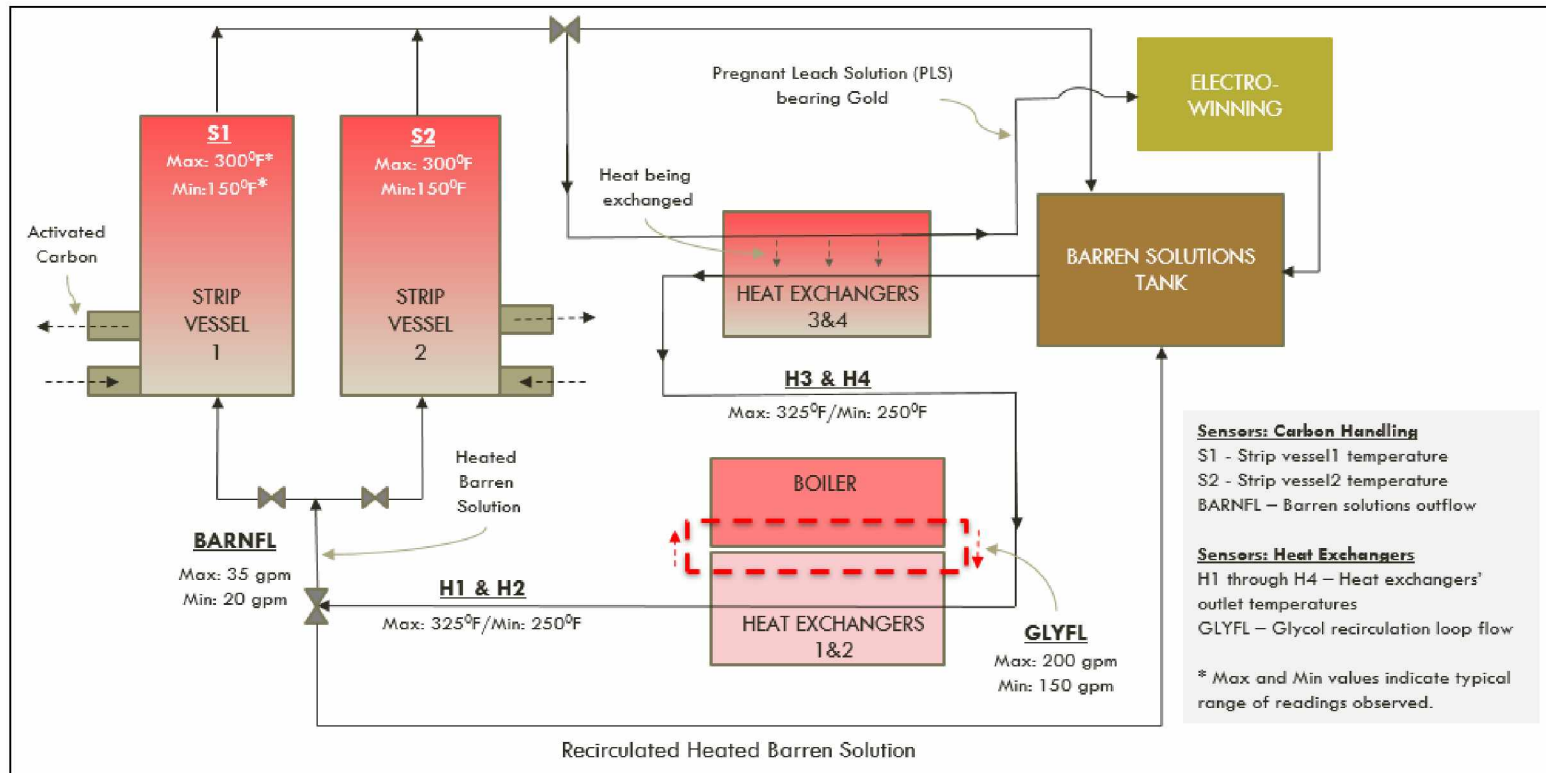 S1
Max: 300⁰F*
Min:150⁰F*
STRIP
VESSEL
1
S2
Max: 300⁰F
Min:150⁰F
STRIP
VESSEL
2
Activated
Carbon
Pregnant Leach Solution (PLS)
bearing Gold
ELECTRO-
WINNING
Heat being
exchanged
HEAT EXCHANGERS
3&4
BARREN SOLUTIONS
TANK
H3 & H4
Max: 325⁰F/Min: 250⁰F
Heated
Barren
Solution
BARNFL
Max: 35 gpm
Min: 20 gpm
BOILER
H1 & H2
Max: 325⁰F/Min: 250⁰F
HEAT EXCHANGERS
1&2
GLYFL
Max: 200 gpm
Min: 150 gpm
Sensors: Carbon Handling
S1 - Strip vessel1 temperature
S2 - Strip vessel2 temperature
BARNFL – Barren solutions outflow
Sensors: Heat Exchangers
H1 through H4 – Heat exchangers'
outlet temperatures
GLYFL – Glycol recirculation loop flow
* Max and Min values indicate typical
range of readings observed.
Recirculated Heated Barren Solution